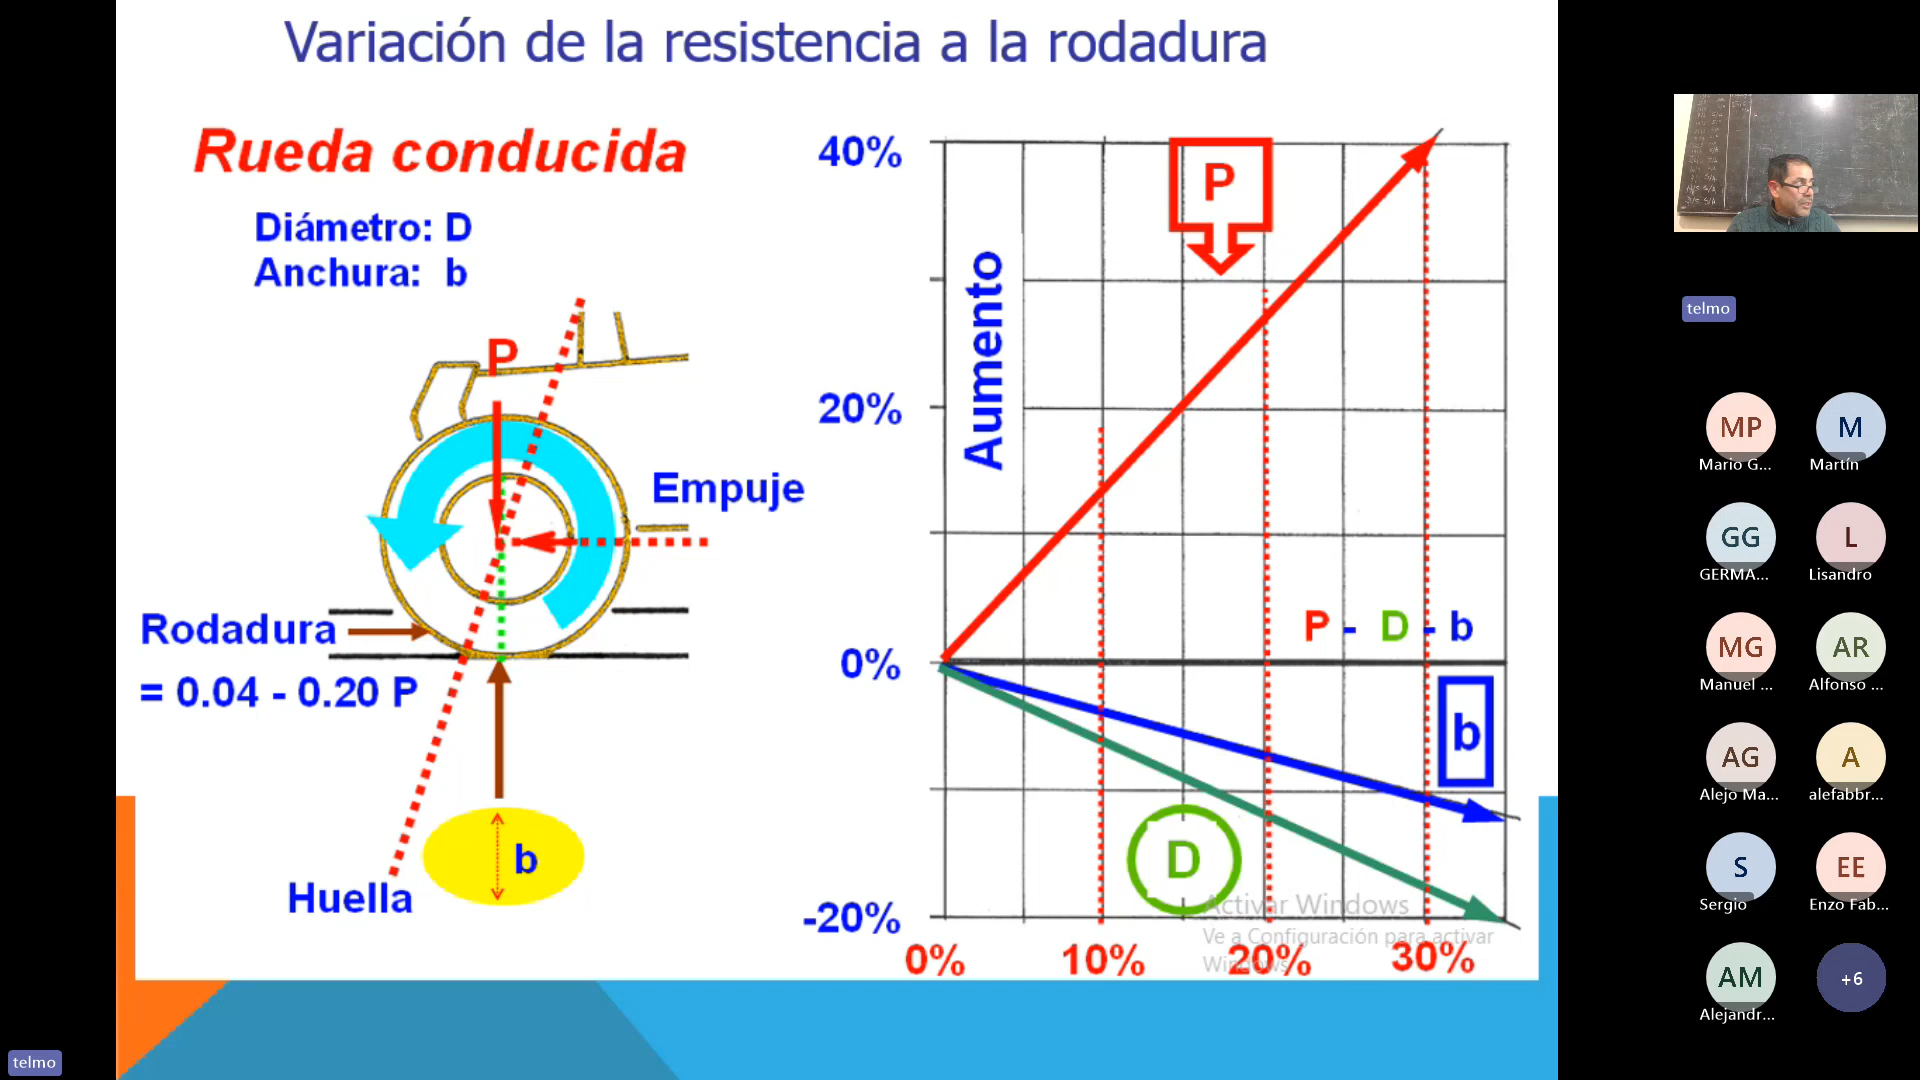 Variación de la resistencia a la rodadura
Rueda conducida
Diámetro: D
Anchura: b
P
Empuje
Rodadura
= 0.04 - 0.20 P
b
Huella
40%
20%
0%
-20%
Aumento
P
P - D - b
b
D
0%
10%
20%
30%
Activar Windows
Ve a Configuración para activar
Windows
telmo
MP
Mario G...
M
Martín
GG
GERMA...
L
Lisandro
MG
Manuel ...
AR
Alfonso ...
AG
Alejo Ma...
A
alefabbr...
S
Sergio
EE
Enzo Fab...
AM
Alejandr...
+6
telmo